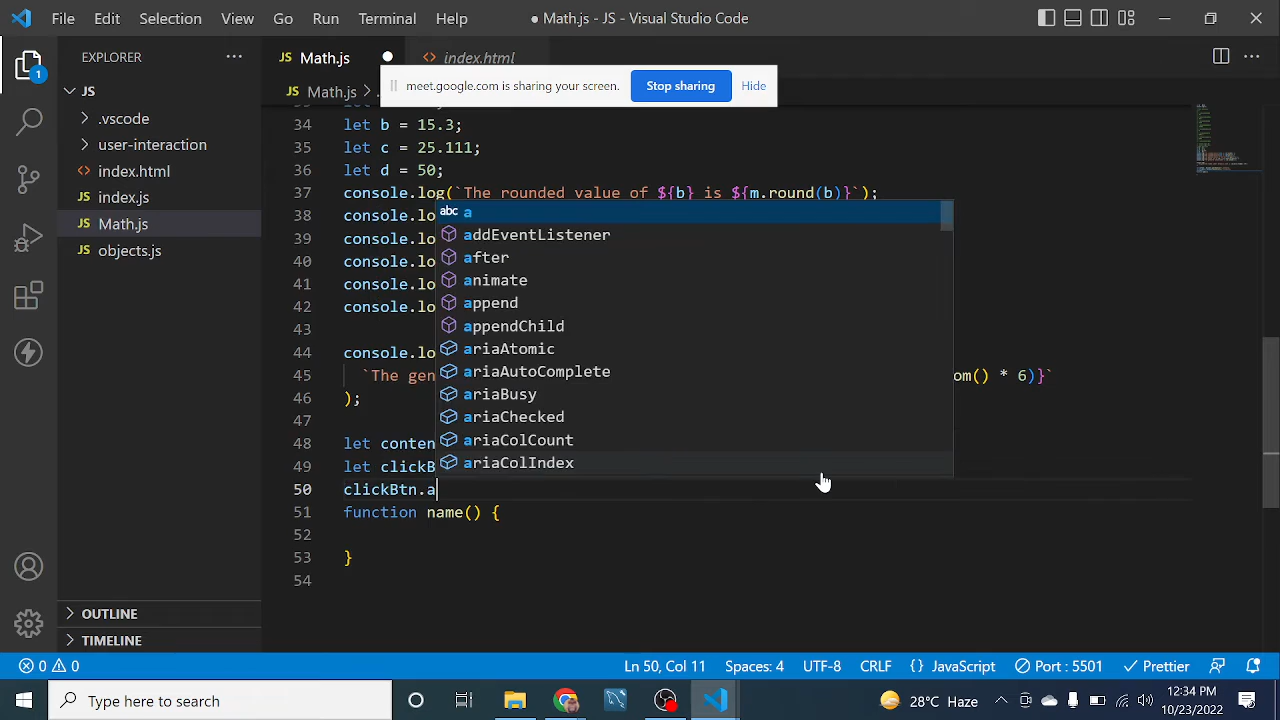 File Edit Selection View Go Run Terminal Help ● Math.js - JS - Visual Studio Code
EXPLORER ... JS Math.js ● <> index.html
meet.google.com is sharing your screen. Stop sharing Hide
JS JS Math.js
34 let b = 15.3;
.vscode 35 let c = 25.111;
user-interaction 36 let d = 50;
<> index.html 37 console.log(`The rounded value of ${b} is ${m.round(b)}`);
JS index.js 38 console.lo abc a
JS Math.js 39 console.lo addEventListener
JS objects.js 40 console.lo after
41 console.lo animate
42 console.lo append
43 appendChild
44 console.lo ariaAtomic
45 `The gen ariaAutoComplete om() * 6)}`
46 ); ariaBusy
47 ariaChecked
48 let conten ariaColCount
49 let clickB ariaColIndex
50 clickBtn.a
51 function name() {
52
53 }
54
OUTLINE
TIMELINE
0 0 Ln 50, Col 11 Spaces: 4 UTF-8 CRLF {} JavaScript Port : 5501 Prettier
Type here to search 28°C Haze 12:34 PM
10/23/2022